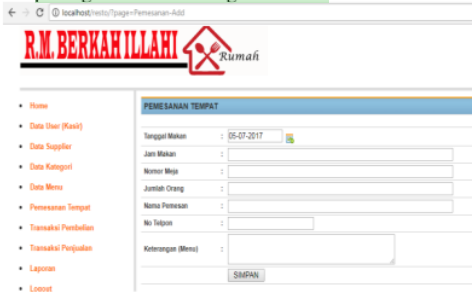 localhost/resto/?page=Pemesanan-Add
R.M. BERKAH ILLAHI
Rumah
Home
Data User (Kasir)
Data Supplier
Data Kategori
Data Menu
Pemesanan Tempat
Transaksi Pembelian
Transaksi Penjualan
Laporan
Logout
PEMESANAN TEMPAT
Tanggal Makan : 05-07-2017
Jam Makan :
Nomor Meja :
Jumlah Orang :
Nama Pemesan :
No Telpon :
Keterangan (Menu) :
SIMPAN